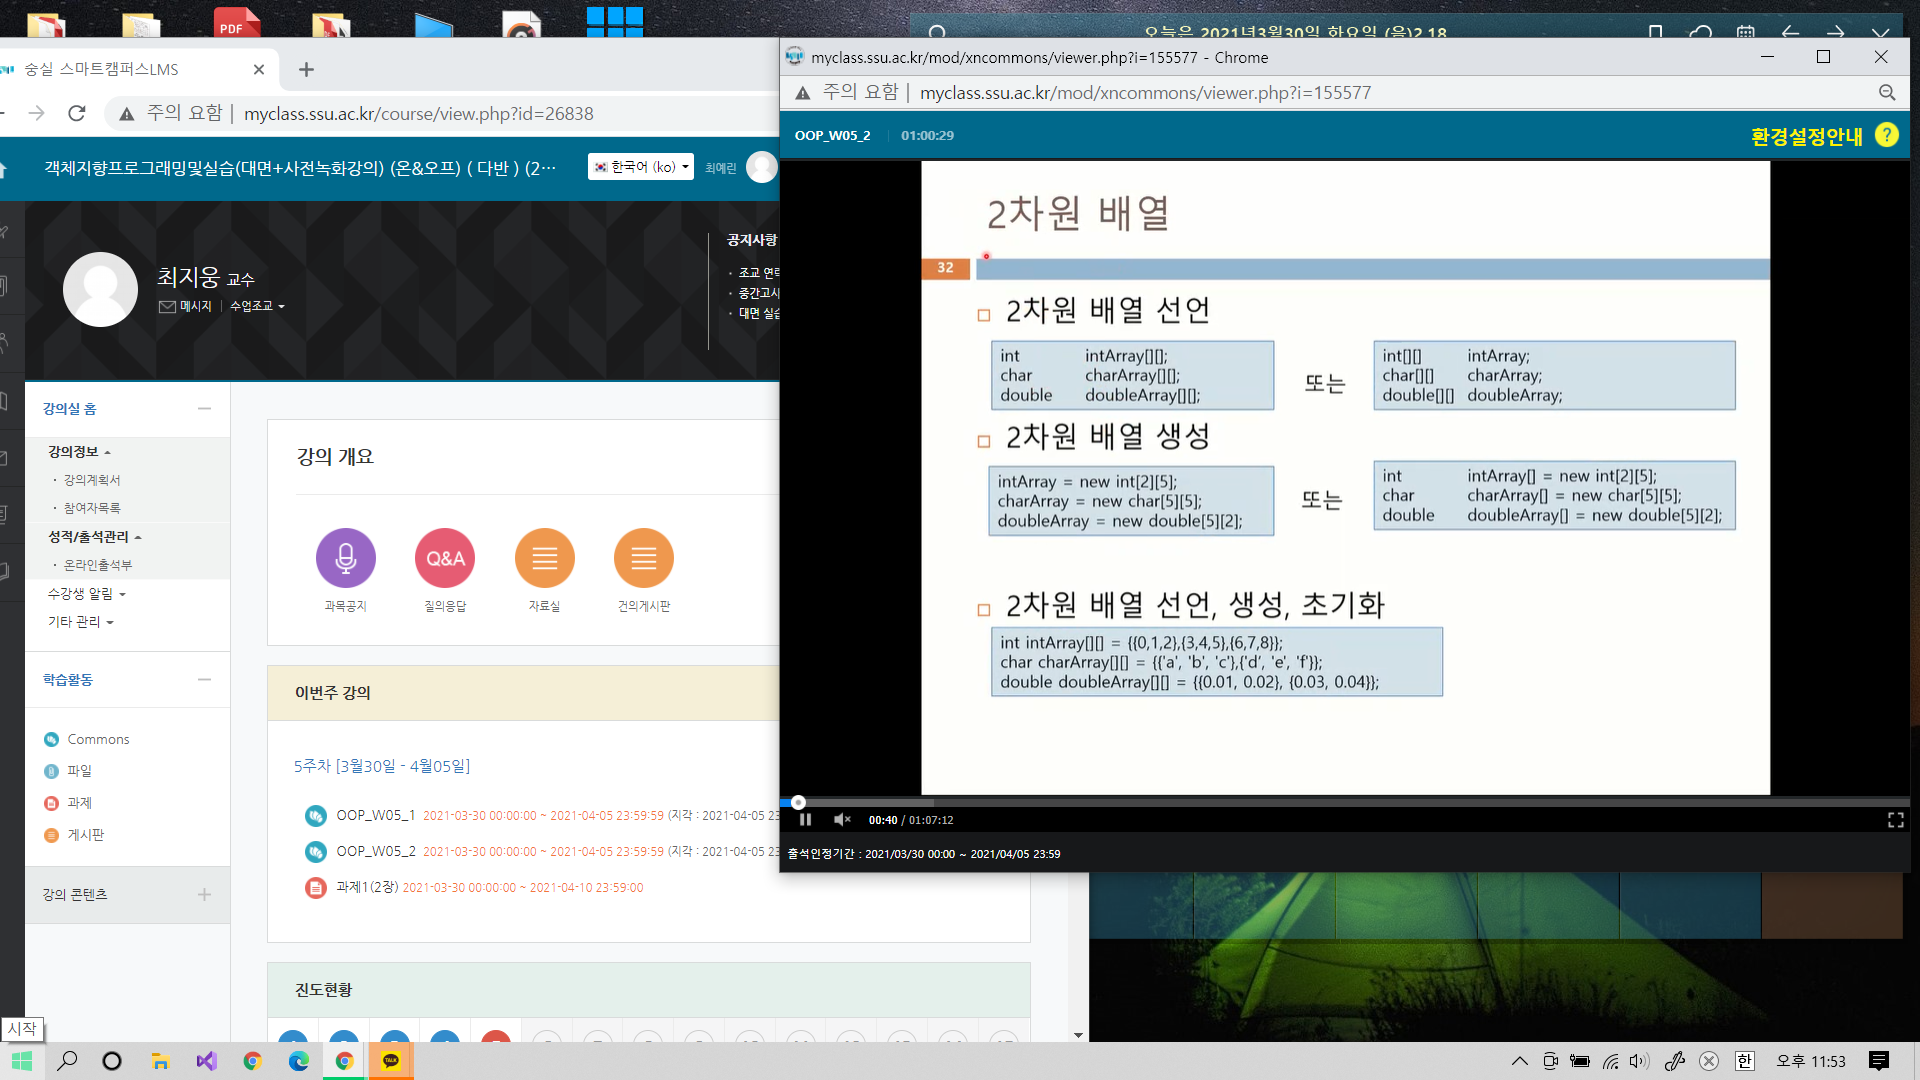 PDF
오늘은 2021년3월30일 화요일 (음)2.18
숭실 스마트캠퍼스LMS
주의 요함 | myclass.ssu.ac.kr/course/view.php?id=26838
객체지향프로그래밍및실습(대면+사전녹화강의) (온&오프) ( 다반 ) (2···
한국어 (ko)
최예린
최지웅 교수
메시지 | 수업조교
공지사항
· 조교 연락
· 중간고사
· 대면 실습
강의실 홈
강의정보
· 강의계획서
· 참여자목록
성적/출석관리
· 온라인출석부
수강생 알림
기타 관리
학습활동
Commons
파일
과제
게시판
강의 콘텐츠
강의 개요
Q&A
과목공지
질의응답
자료실
건의게시판
이번주 강의
5주차 [3월30일 - 4월05일]
OOP_W05_1 2021-03-30 00:00:00 ~ 2021-04-05 23:59:59 (지각 : 2021-04-05 23
OOP_W05_2 2021-03-30 00:00:00 ~ 2021-04-05 23:59:59 (지각 : 2021-04-05 23
과제1(2장) 2021-03-30 00:00:00 ~ 2021-04-10 23:59:00
진도현황
시작
myclass.ssu.ac.kr/mod/xncommons/viewer.php?i=155577 - Chrome
주의 요함 | myclass.ssu.ac.kr/mod/xncommons/viewer.php?i=155577
OOP_W05_2 | 01:00:29
환경설정안내 ?
2차원 배열
32
2차원 배열 선언
int intArray[][];
char charArray[][];
double doubleArray[][];
또는
int[][] intArray;
char[][] charArray;
double[][] doubleArray;
2차원 배열 생성
intArray = new int[2][5];
charArray = new char[5][5];
doubleArray = new double[5][2];
또는
int intArray[] = new int[2][5];
char charArray[] = new char[5][5];
double doubleArray[] = new double[5][2];
2차원 배열 선언, 생성, 초기화
int intArray[][] = {{0,1,2},{3,4,5},{6,7,8}};
char charArray[][] = {{'a', 'b', 'c'},{'d', 'e', 'f'}};
double doubleArray[][] = {{0.01, 0.02}, {0.03, 0.04}};
00:40 / 01:07:12
출석인정기간 : 2021/03/30 00:00 ~ 2021/04/05 23:59
TALK
한
오후 11:53